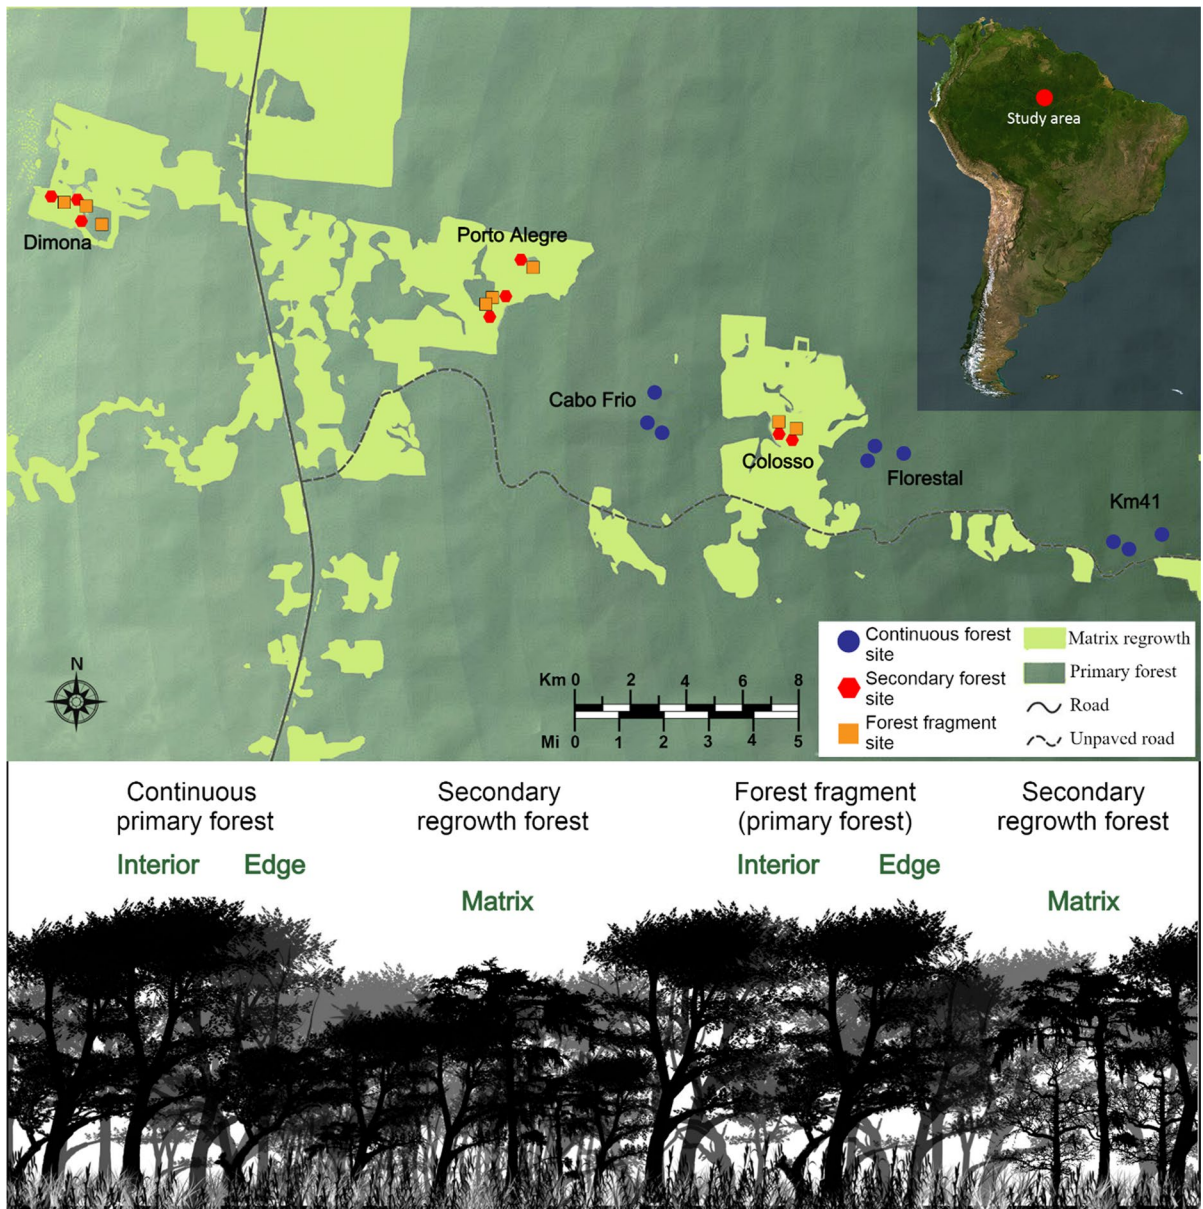 Study area
Dimona
Porto Alegre
Cabo Frio
Colosso
Florestal
Km41
N
Km 0 2 4 6 8
Mi 0 1 2 3 4 5
Continuous forest
site
Secondary forest
site
Forest fragment
site
Matrix regrowth
Primary forest
Road
Unpaved road
Continuous
primary forest
Secondary
regrowth forest
Forest fragment
(primary forest)
Secondary
regrowth forest
Interior Edge
Interior Edge
Matrix
Matrix